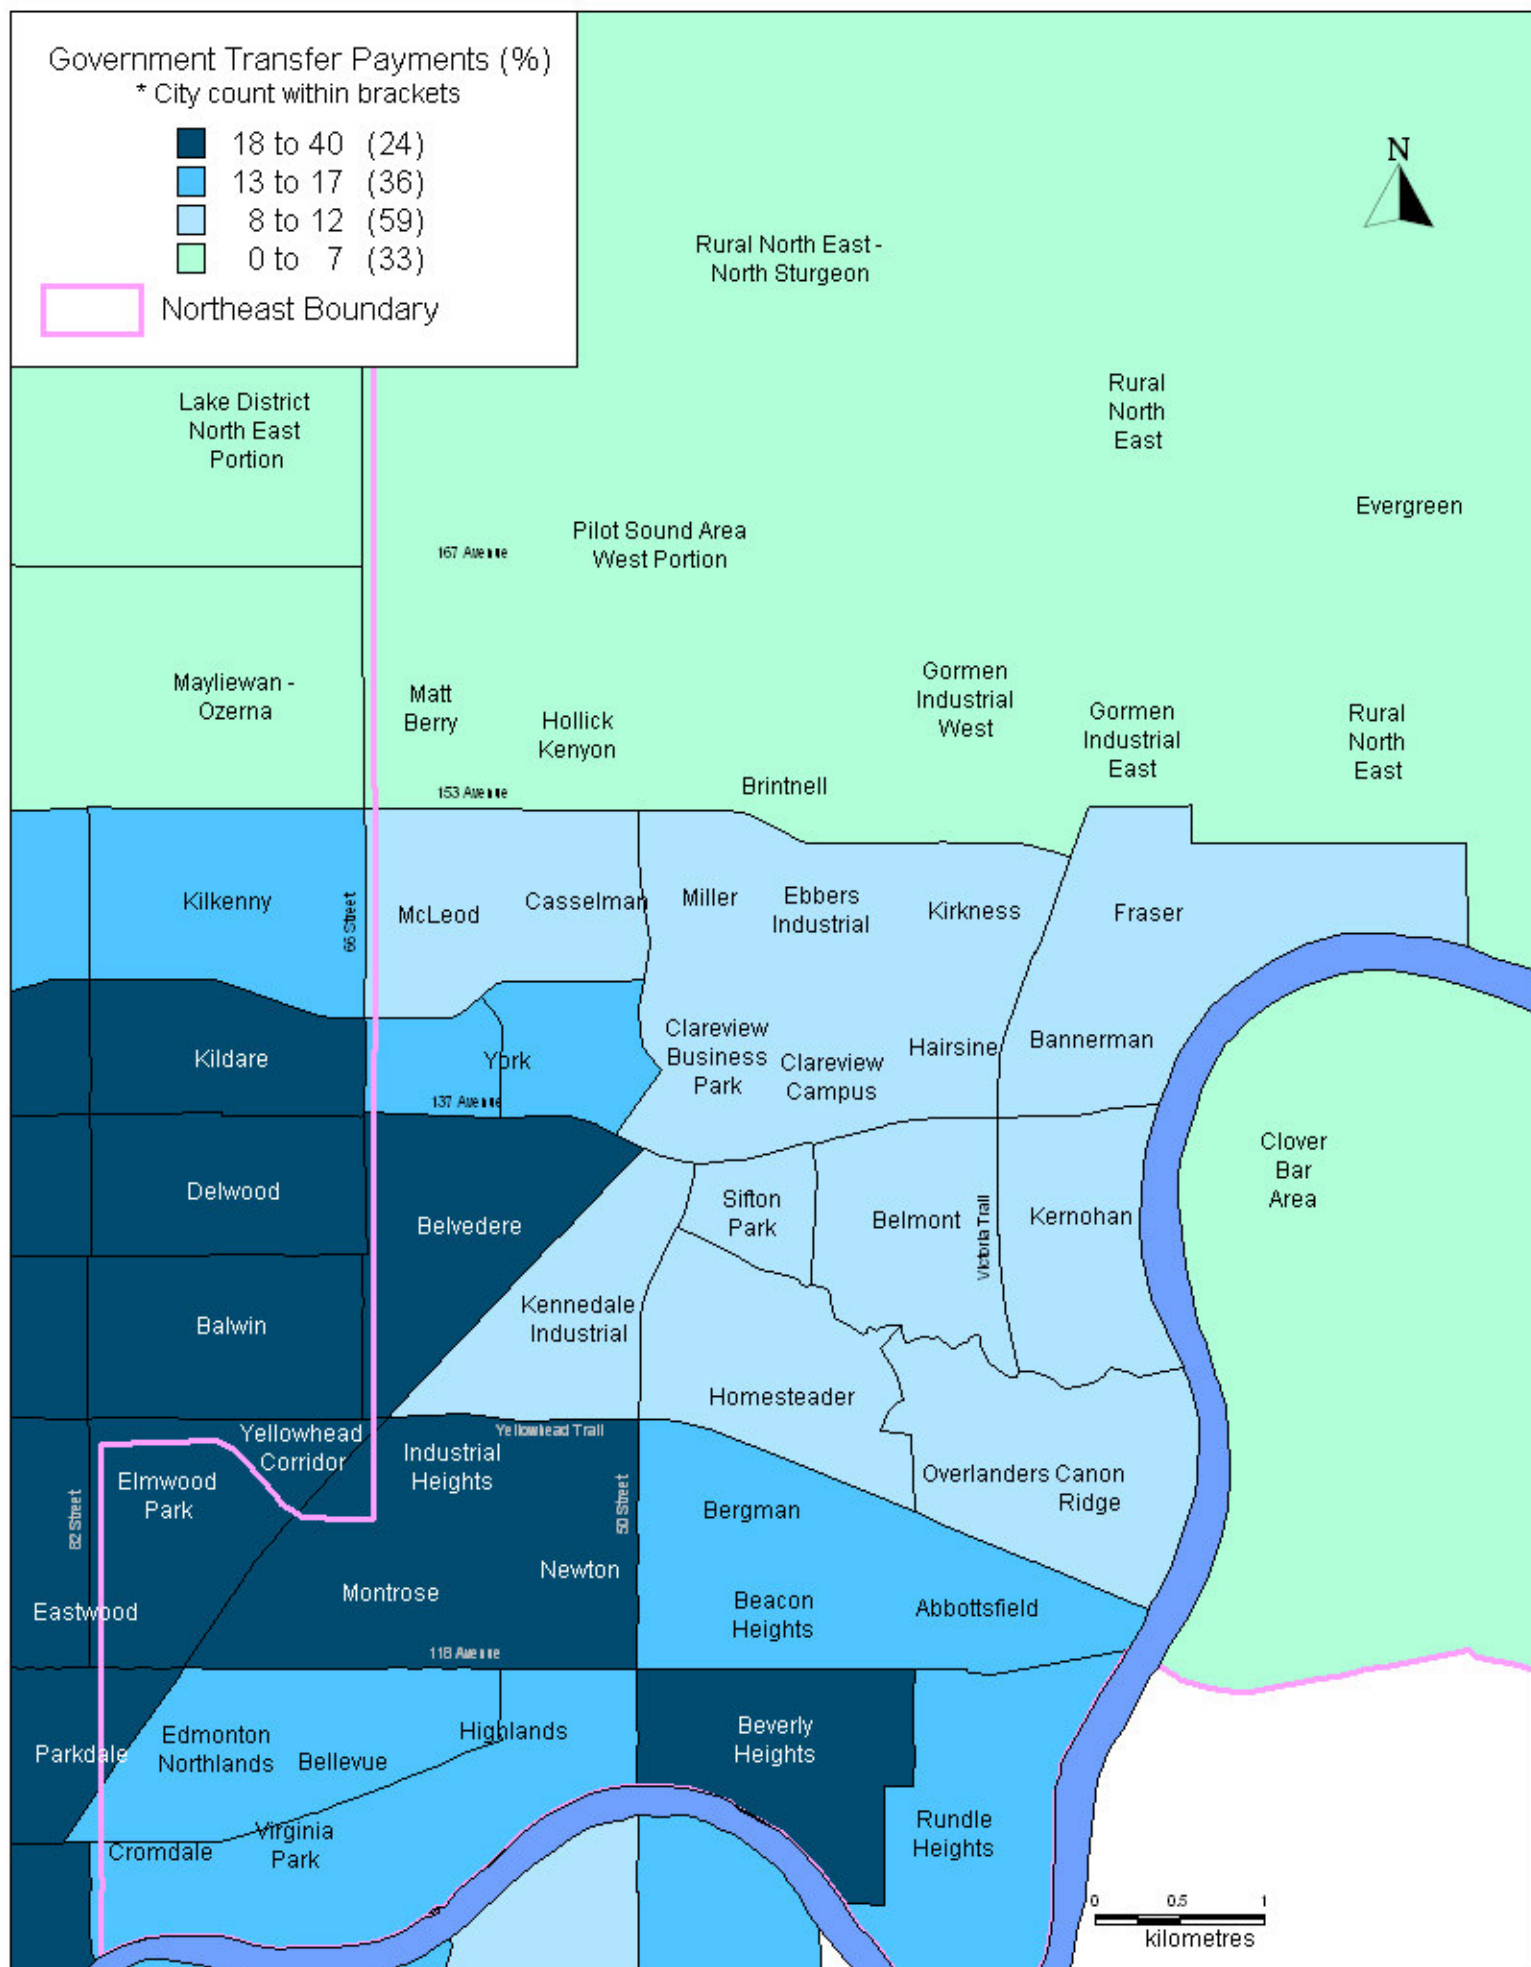 Government Transfer Payments (%)
* City count within brackets
18 to 40 (24)
13 to 17 (36)
8 to 12 (59)
0 to 7 (33)
Northeast Boundary
N
Rural North East -
North Sturgeon
Rural
North
East
Lake District
North East
Portion
Evergreen
Pilot Sound Area
West Portion
167 Avenue
Mayliewan -
Ozerna
Matt
Berry
Hollick
Kenyon
Gormen
Industrial
West
Gormen
Industrial
East
Rural
North
East
Brintnell
153 Avenue
Kilkenny
66 Street
McLeod
Casselman
Miller
Ebbers
Industrial
Kirkness
Fraser
Kildare
York
Clareview
Business
Park
Clareview
Campus
Hairsine
Bannerman
137 Avenue
Delwood
Belvedere
Sifton
Park
Belmont
Victoria Trail
Kernohan
Clover
Bar
Area
Balwin
Kennedale
Industrial
Homesteader
Yellowhead
Corridor
Yellowhead Trail
Industrial
Heights
Elmwood
Park
82 Street
50 Street
Bergman
Overlanders
Canon
Ridge
Newton
Montrose
Eastwood
Beacon
Heights
Abbottsfield
118 Avenue
Parkdale
Edmonton
Northlands
Bellevue
Highlands
Beverly
Heights
Cromdale
Virginia
Park
Rundle
Heights
0 0.5 1
kilometres